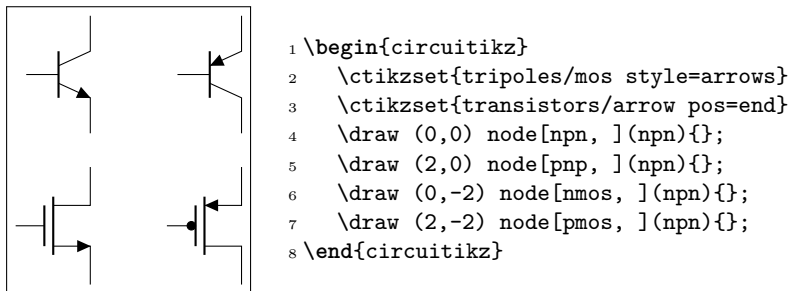 1 \begin{circuitikz}
2 \ctikzset{tripoles/mos style=arrows}
3 \ctikzset{transistors/arrow pos=end}
4 \draw (0,0) node[npn, ](npn){};
5 \draw (2,0) node[pnp, ](npn){};
6 \draw (0,-2) node[nmos, ](npn){};
7 \draw (2,-2) node[pmos, ](npn){};
8 \end{circuitikz}